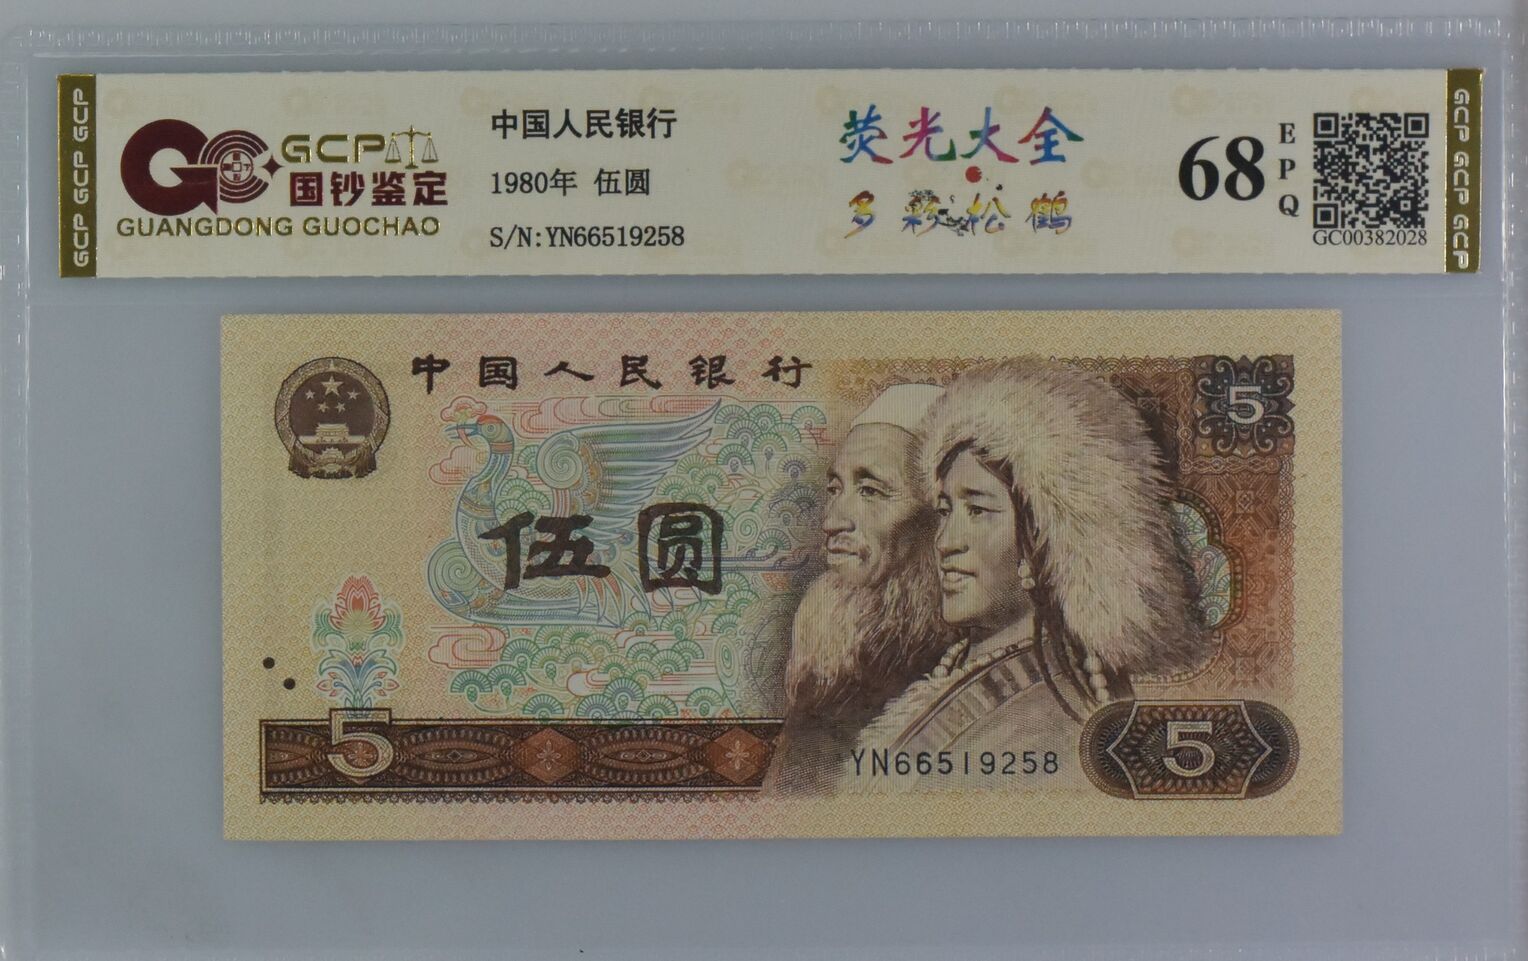 GCP GCP GCP
GCP
国钞鉴定
GUANGDONG GUOCHAO
中国人民银行
1980年 伍圆
S/N:YN66519258
荧光大全
多彩松鹤
68
EPQ
GC00382028
GCP GCP GCP
中国人民银行
5
伍圆
5
YN66519258
5